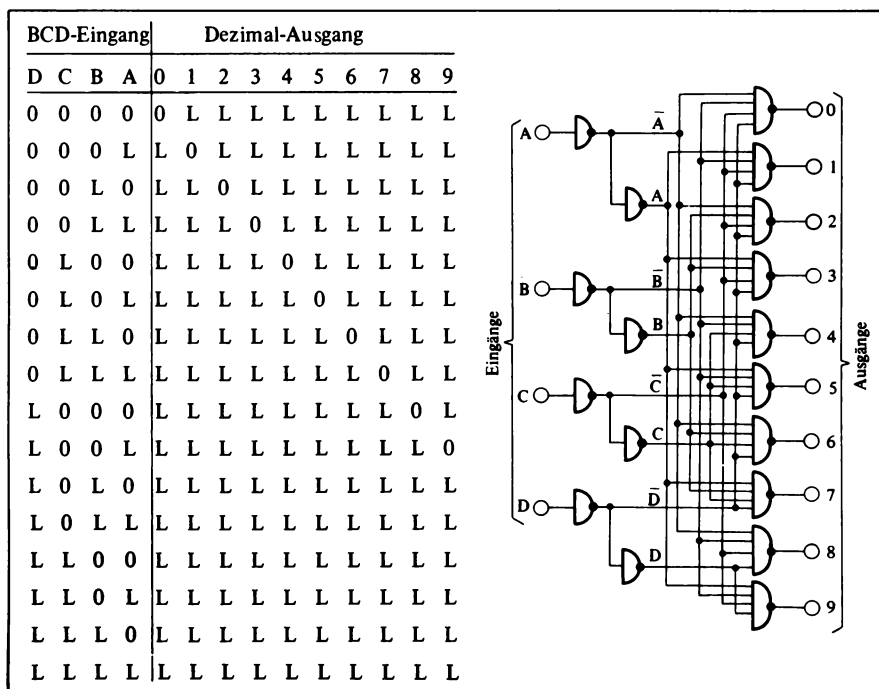 BCD-Eingang Dezimal-Ausgang
D C B A 0 1 2 3 4 5 6 7 8 9
0 0 0 0 0 L L L L L L L L L
0 0 0 L L 0 L L L L L L L L
0 0 L 0 L L 0 L L L L L L L
0 0 L L L L L 0 L L L L L L
0 L 0 0 L L L L 0 L L L L L
0 L 0 L L L L L L 0 L L L L
0 L L 0 L L L L L L 0 L L L
0 L L L L L L L L L L 0 L L
L 0 0 0 L L L L L L L L 0 L
L 0 0 L L L L L L L L L L 0
L 0 L 0 L L L L L L L L L L
L 0 L L L L L L L L L L L L
L L 0 0 L L L L L L L L L L
L L 0 L L L L L L L L L L L
L L L 0 L L L L L L L L L L
L L L L L L L L L L L L L L
Eingänge
A
B
C
D
A̅
A
B̅
B
C̅
C
D̅
D
0
1
2
3
4
5
6
7
8
9
Ausgänge